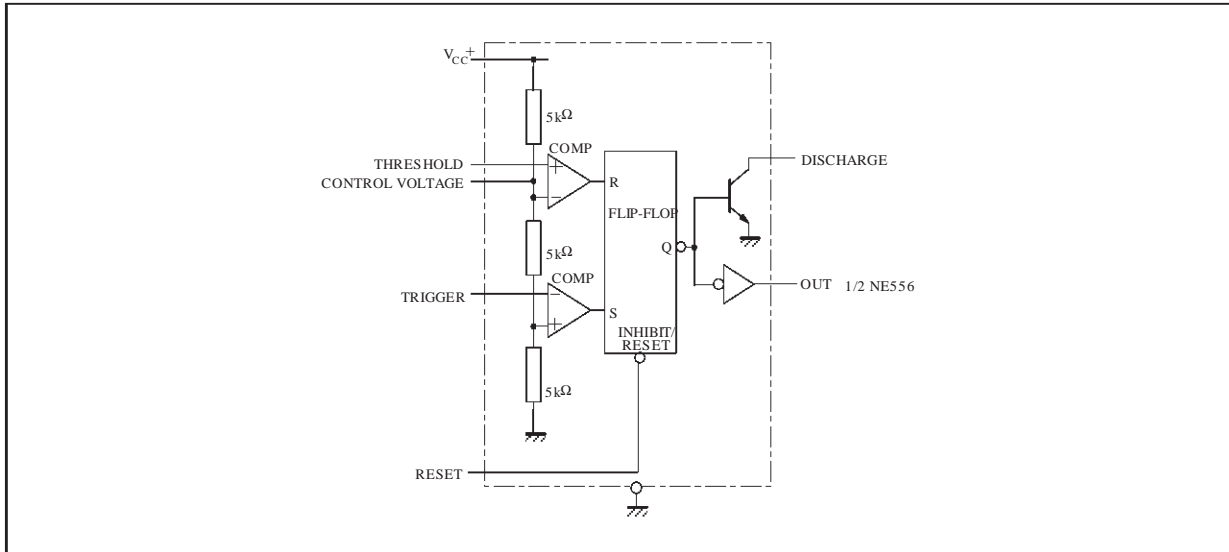 VCC+
5kΩ
COMP
THRESHOLD
+
CONTROL VOLTAGE
−
R
FLIP-FLOP
DISCHARGE
Q
5kΩ
COMP
TRIGGER
−
+
S
OUT 1/2 NE556
INHIBIT/
RESET
5kΩ
RESET